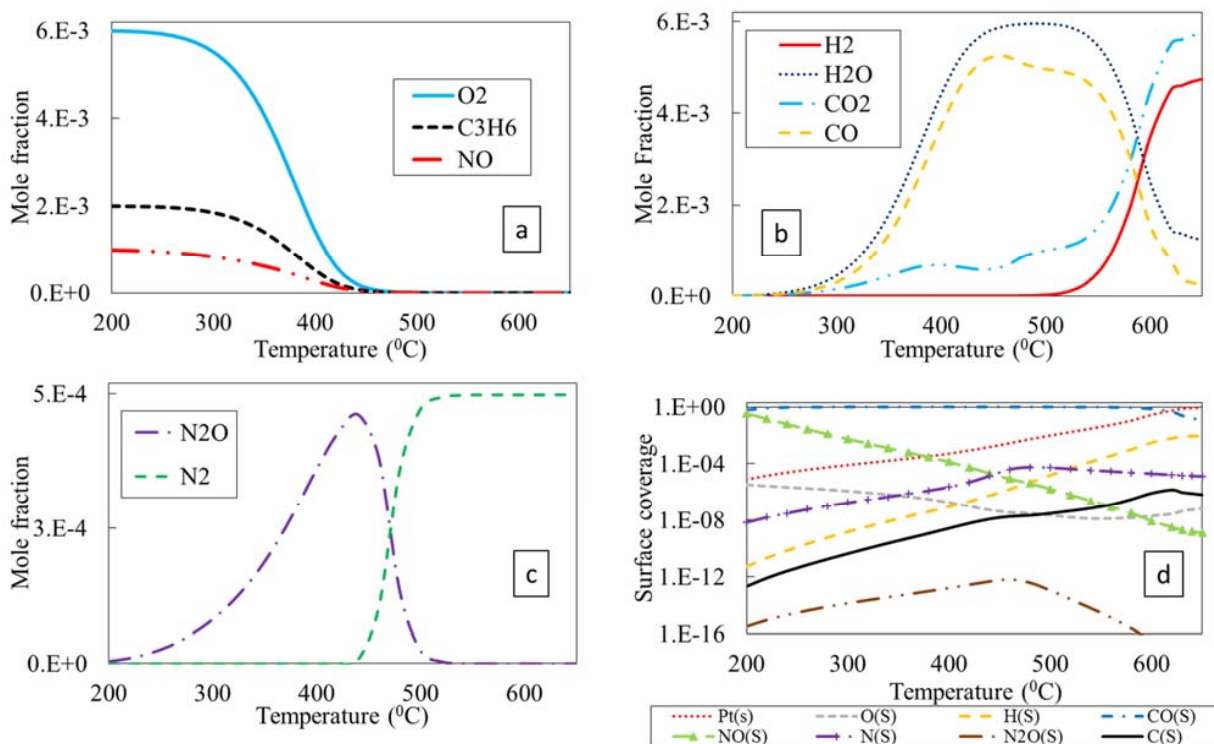 6.E-3
4.E-3
2.E-3
0.E+0
Mole fraction
O2
C3H6
NO
a
200 300 400 500 600
Temperature (⁰C)
6.E-3
4.E-3
2.E-3
0.E+0
Mole Fraction
H2
H2O
CO2
CO
b
200 300 400 500 600
Temperature (⁰C)
5.E-4
3.E-4
0.E+0
Mole fraction
N2O
N2
c
200 300 400 500 600
Temperature (⁰C)
1.E+00
1.E-04
1.E-08
1.E-12
1.E-16
Surface coverage
d
200 300 400 500 600
Temperature (⁰C)
Pt(s) O(S) H(S) CO(S)
NO(S) N(S) N2O(S) C(S)